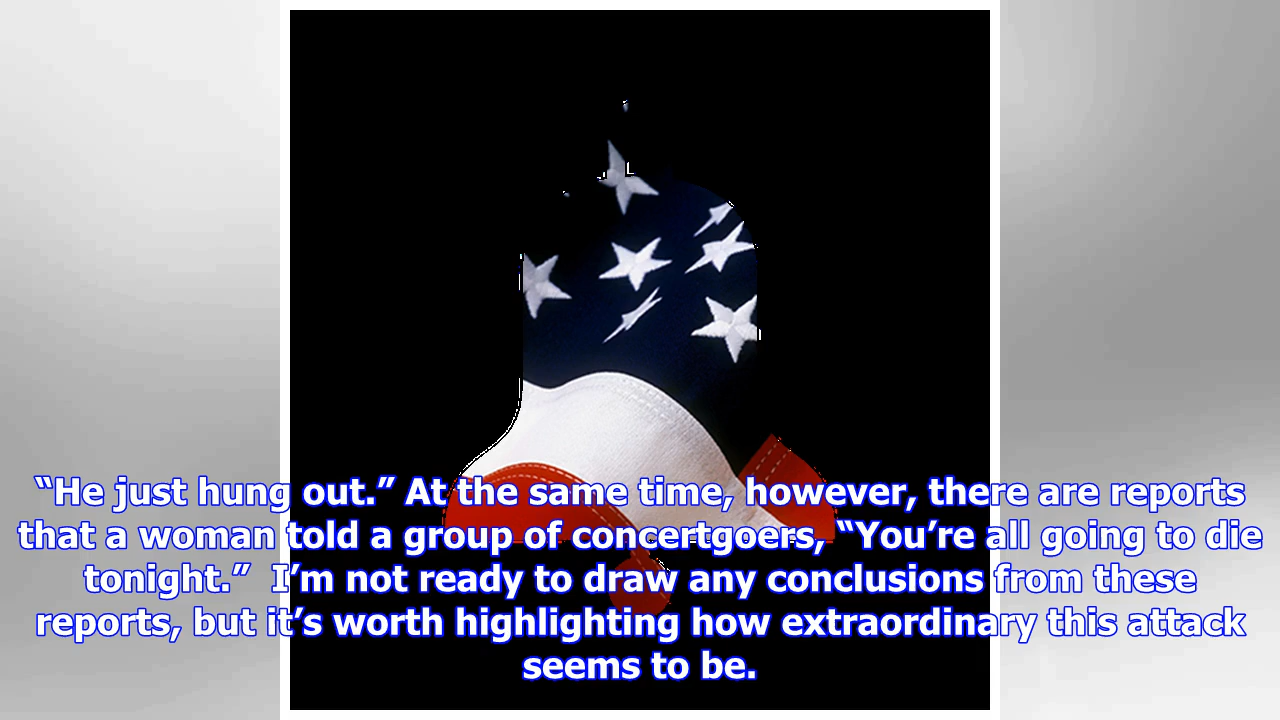 “He just hung out.” At the same time, however, there are reports
that a woman told a group of concertgoers, “You’re all going to die
tonight.”  I’m not ready to draw any conclusions from these
reports, but it’s worth highlighting how extraordinary this attack
seems to be.